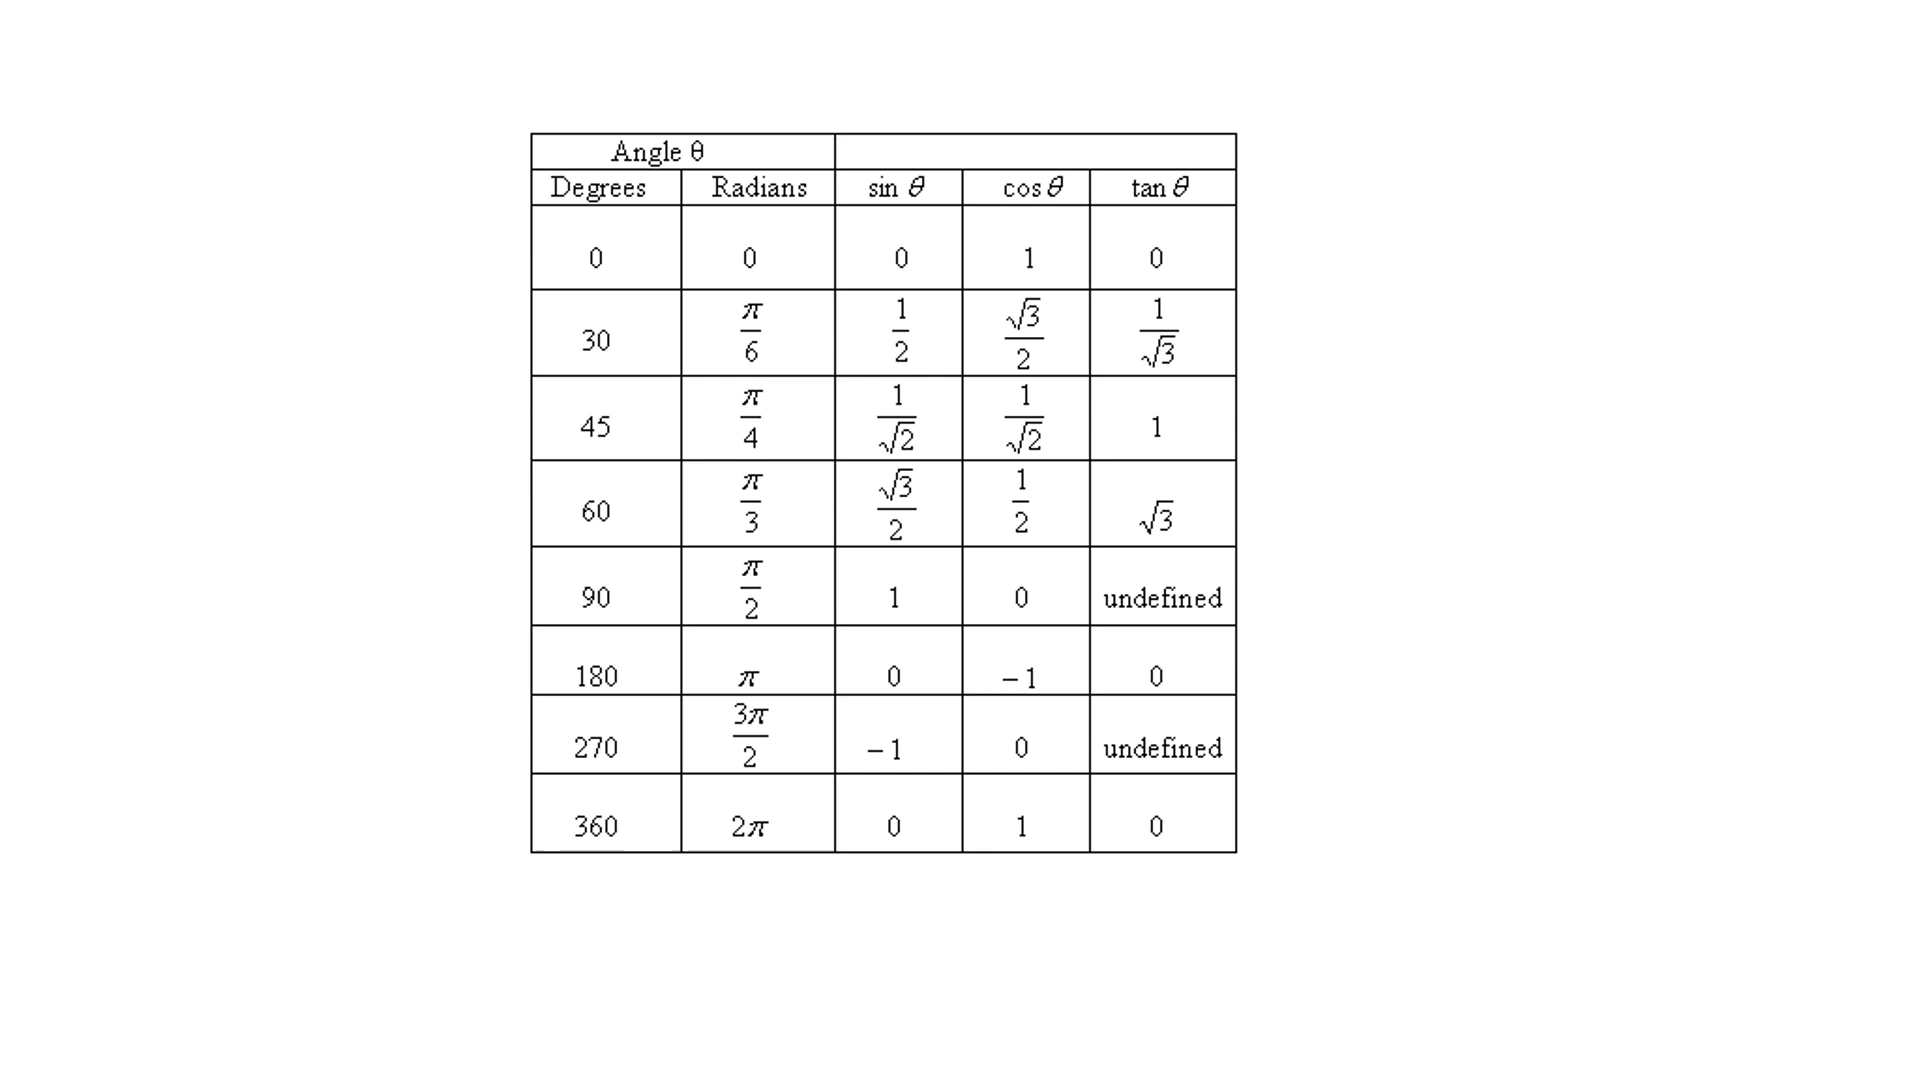 Angle θ
Degrees Radians sin θ cos θ tan θ
0 0 0 1 0
30 π/6 1/2 √3/2 1/√3
45 π/4 1/√2 1/√2 1
60 π/3 √3/2 1/2 √3
90 π/2 1 0 undefined
180 π 0 −1 0
270 3π/2 −1 0 undefined
360 2π 0 1 0